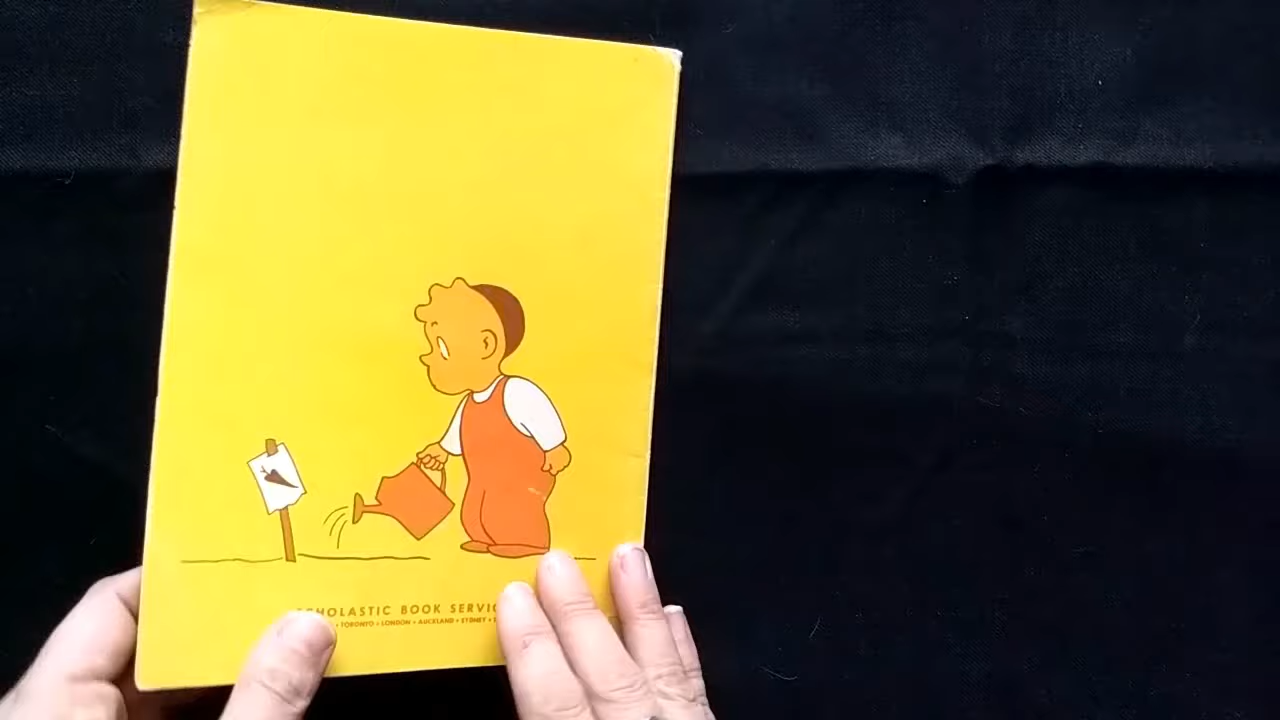 SCHOLASTIC BOOK SERVIC
• TORONTO • LONDON • AUCKLAND • SYDNEY •